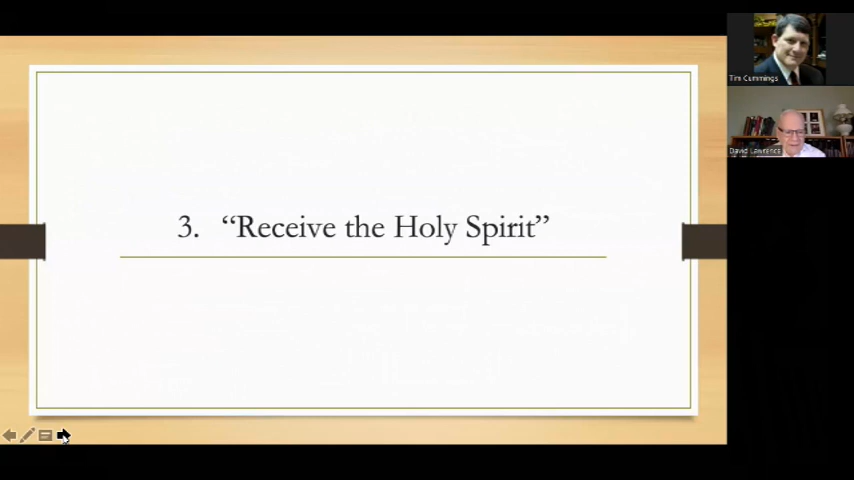 3. “Receive the Holy Spirit”
Tim Cummings
David Lawrence